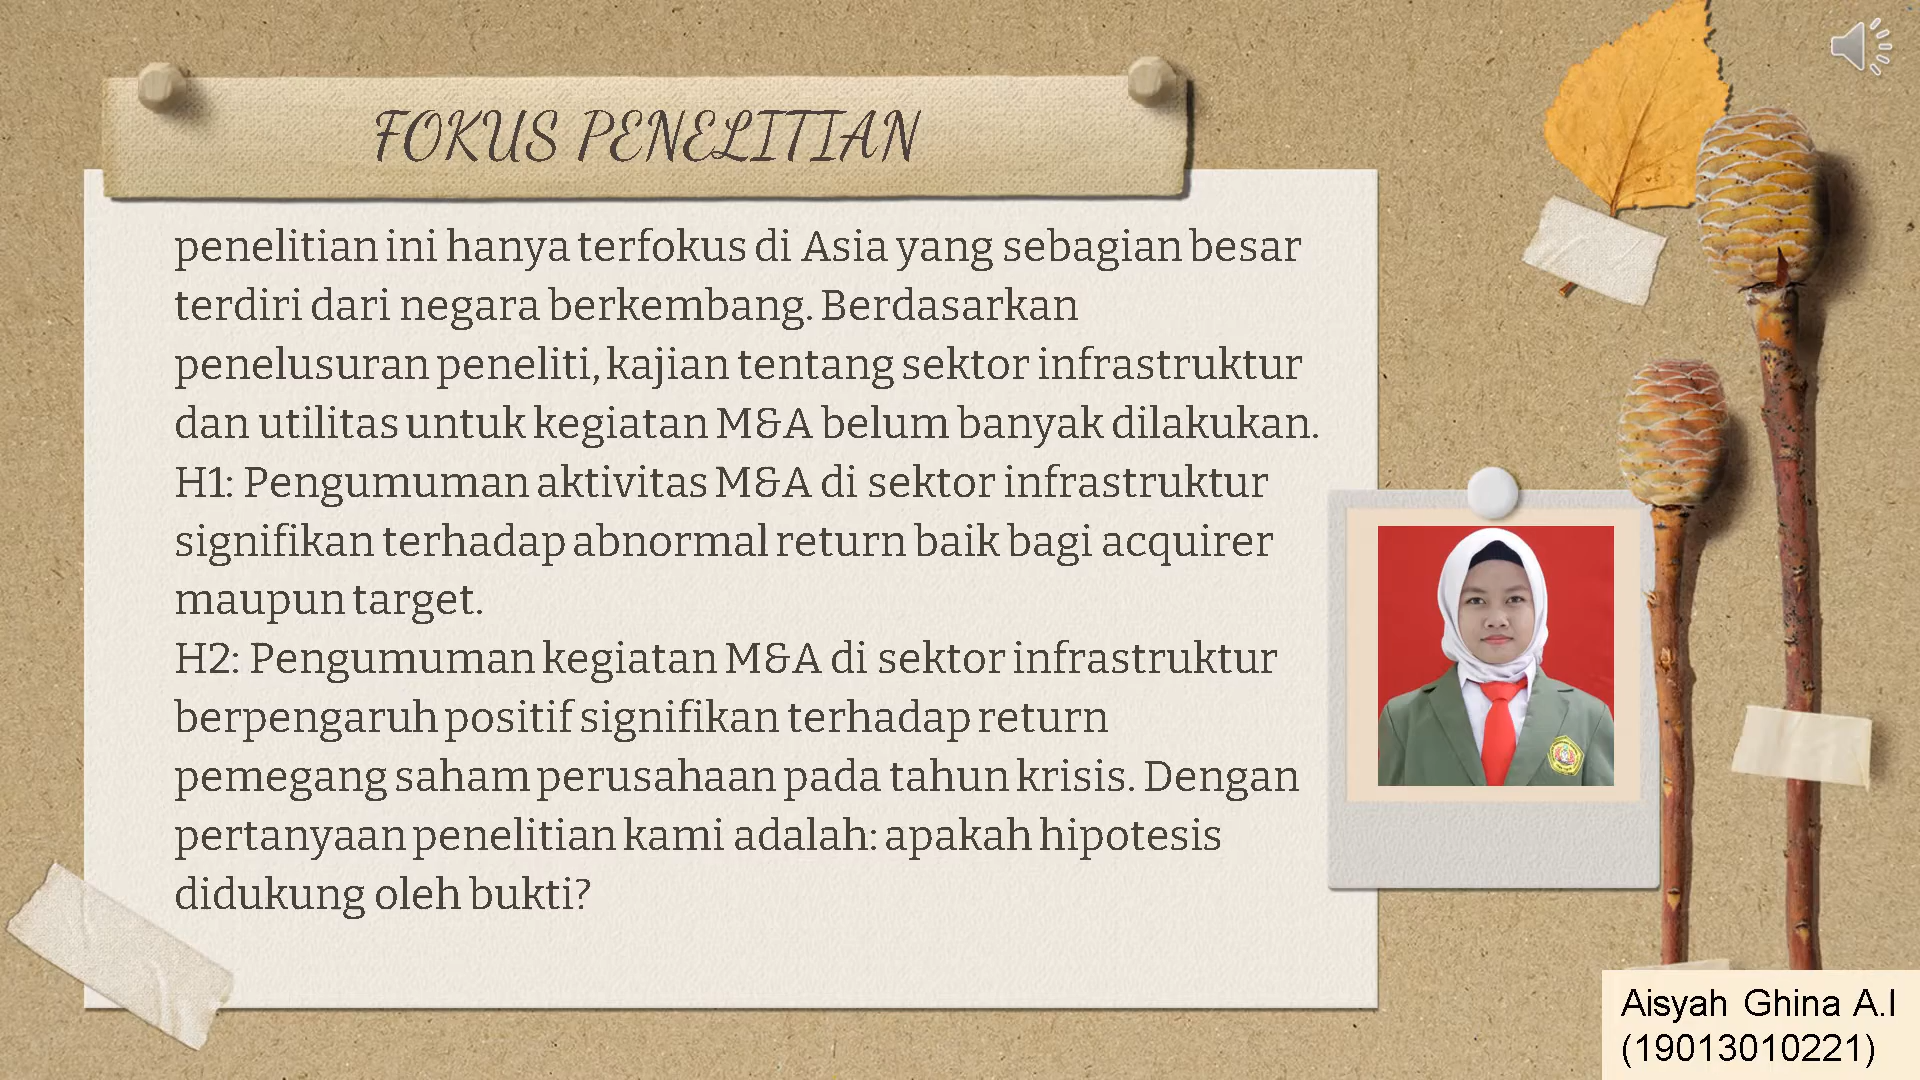 FOKUS PENELITIAN
penelitian ini hanya terfokus di Asia yang sebagian besar
terdiri dari negara berkembang. Berdasarkan
penelusuran peneliti, kajian tentang sektor infrastruktur
dan utilitas untuk kegiatan M&A belum banyak dilakukan.
H1: Pengumuman aktivitas M&A di sektor infrastruktur
signifikan terhadap abnormal return baik bagi acquirer
maupun target.
H2: Pengumuman kegiatan M&A di sektor infrastruktur
berpengaruh positif signifikan terhadap return
pemegang saham perusahaan pada tahun krisis. Dengan
pertanyaan penelitian kami adalah: apakah hipotesis
didukung oleh bukti?
Aisyah Ghina A.I
(19013010221)